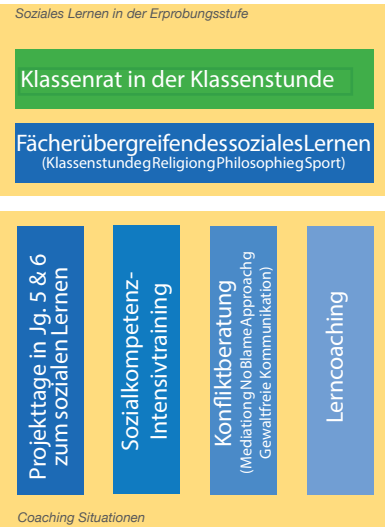 Soziales Lernen in der Erprobungsstufe
Klassenrat in der Klassenstunde
FächerübergreifendessozialesLernen
(KlassenstundegReligiongPhilosophiegSport)
Projekttage in Jg. 5 & 6
zum sozialen Lernen
Sozialkompetenz-
Intensivtraining
Konfliktberatung
(MediationgNoBlameApproachg
Gewaltfreie Kommunikation)
Lerncoaching
Coaching Situationen